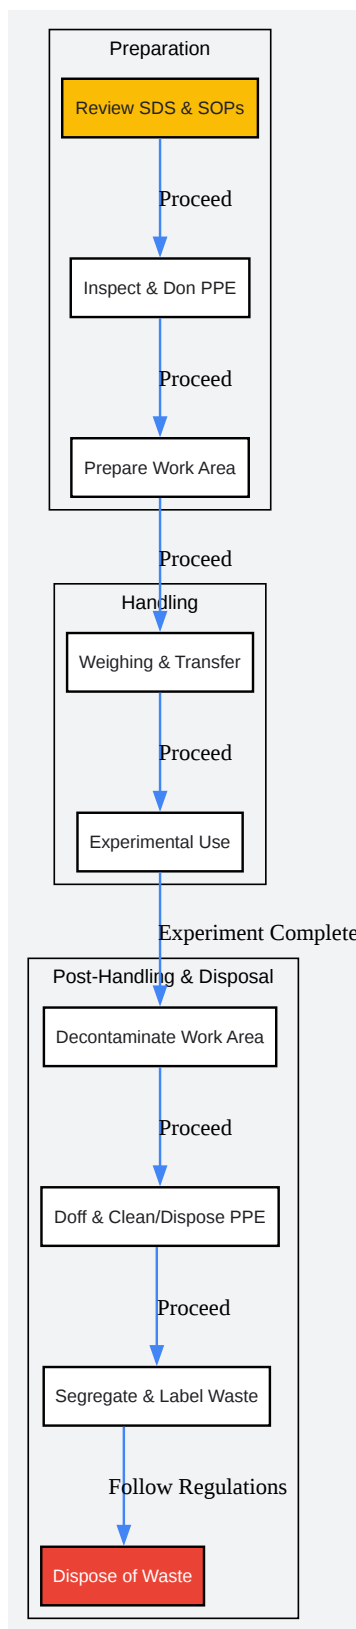 Preparation
Review SDS & SOPs
Proceed
Inspect & Don PPE
Proceed
Prepare Work Area
Proceed
Handling
Weighing & Transfer
Proceed
Experimental Use
Experiment Complete
Post-Handling & Disposal
Decontaminate Work Area
Proceed
Doff & Clean/Dispose PPE
Proceed
Segregate & Label Waste
Follow Regulations
Dispose of Waste